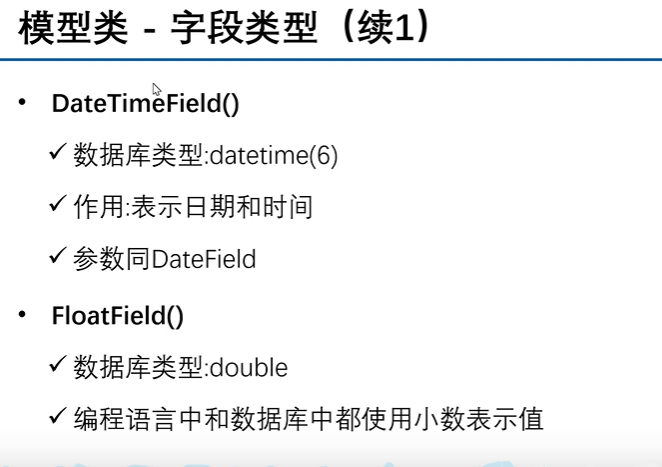 模型类 - 字段类型（续1）
• DateTimeField()
✓ 数据库类型:datetime(6)
✓ 作用:表示日期和时间
✓ 参数同DateField
• FloatField()
✓ 数据库类型:double
✓ 编程语言中和数据库中都使用小数表示值